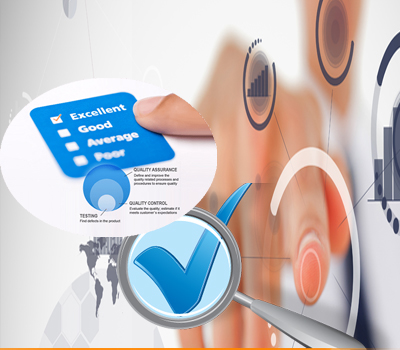 Excellent
Good
Average
Poor
QUALITY ASSURANCE
Define and improve the
quality related processes and
procedures to ensure quality
QUALITY CONTROL
Evaluate the quality, estimate if it
meets customer's expectations
TESTING
Find defects in the product